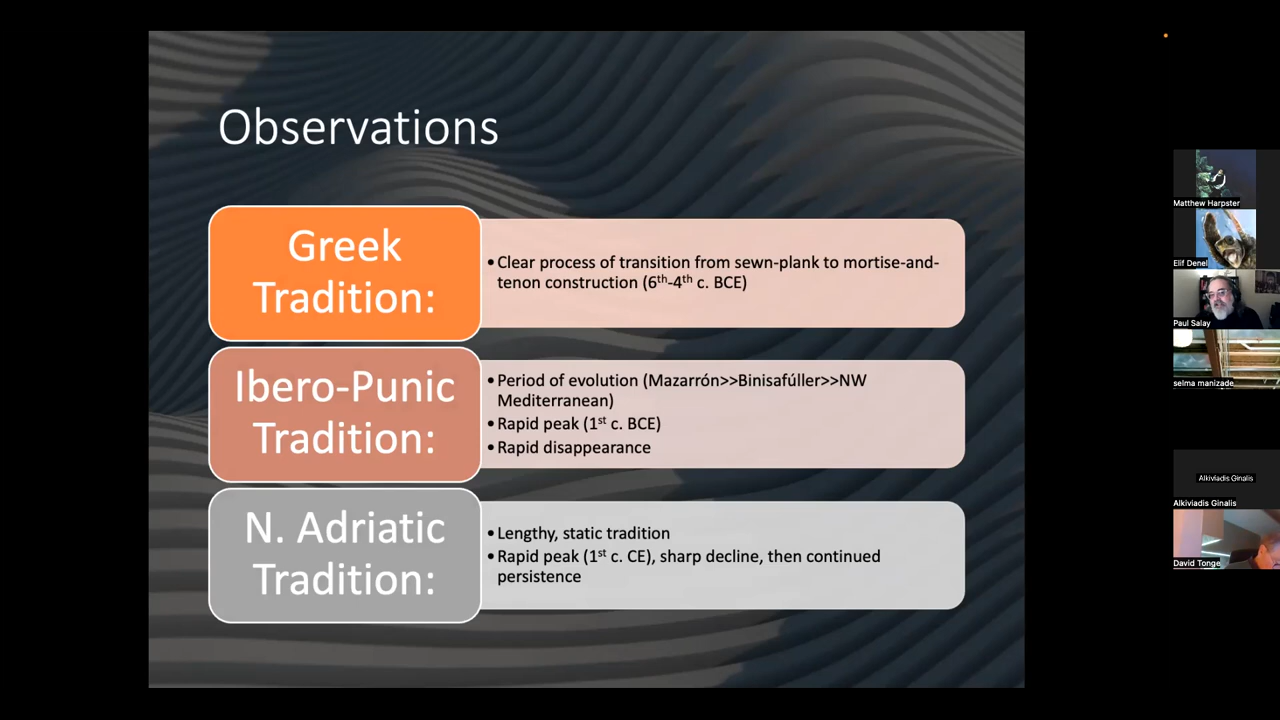 Observations
Greek
Tradition:
• Clear process of transition from sewn-plank to mortise-and-
tenon construction (6th-4th c. BCE)
Ibero-Punic
Tradition:
• Period of evolution (Mazarrón>>Binisafúller>>NW
Mediterranean)
• Rapid peak (1st c. BCE)
• Rapid disappearance
N. Adriatic
Tradition:
• Lengthy, static tradition
• Rapid peak (1st c. CE), sharp decline, then continued
persistence
Matthew Harpster
Elif Denel
Paul Salay
selma manizade
Alkiviadis Ginalis
Alkiviadis Ginalis
David Tonge